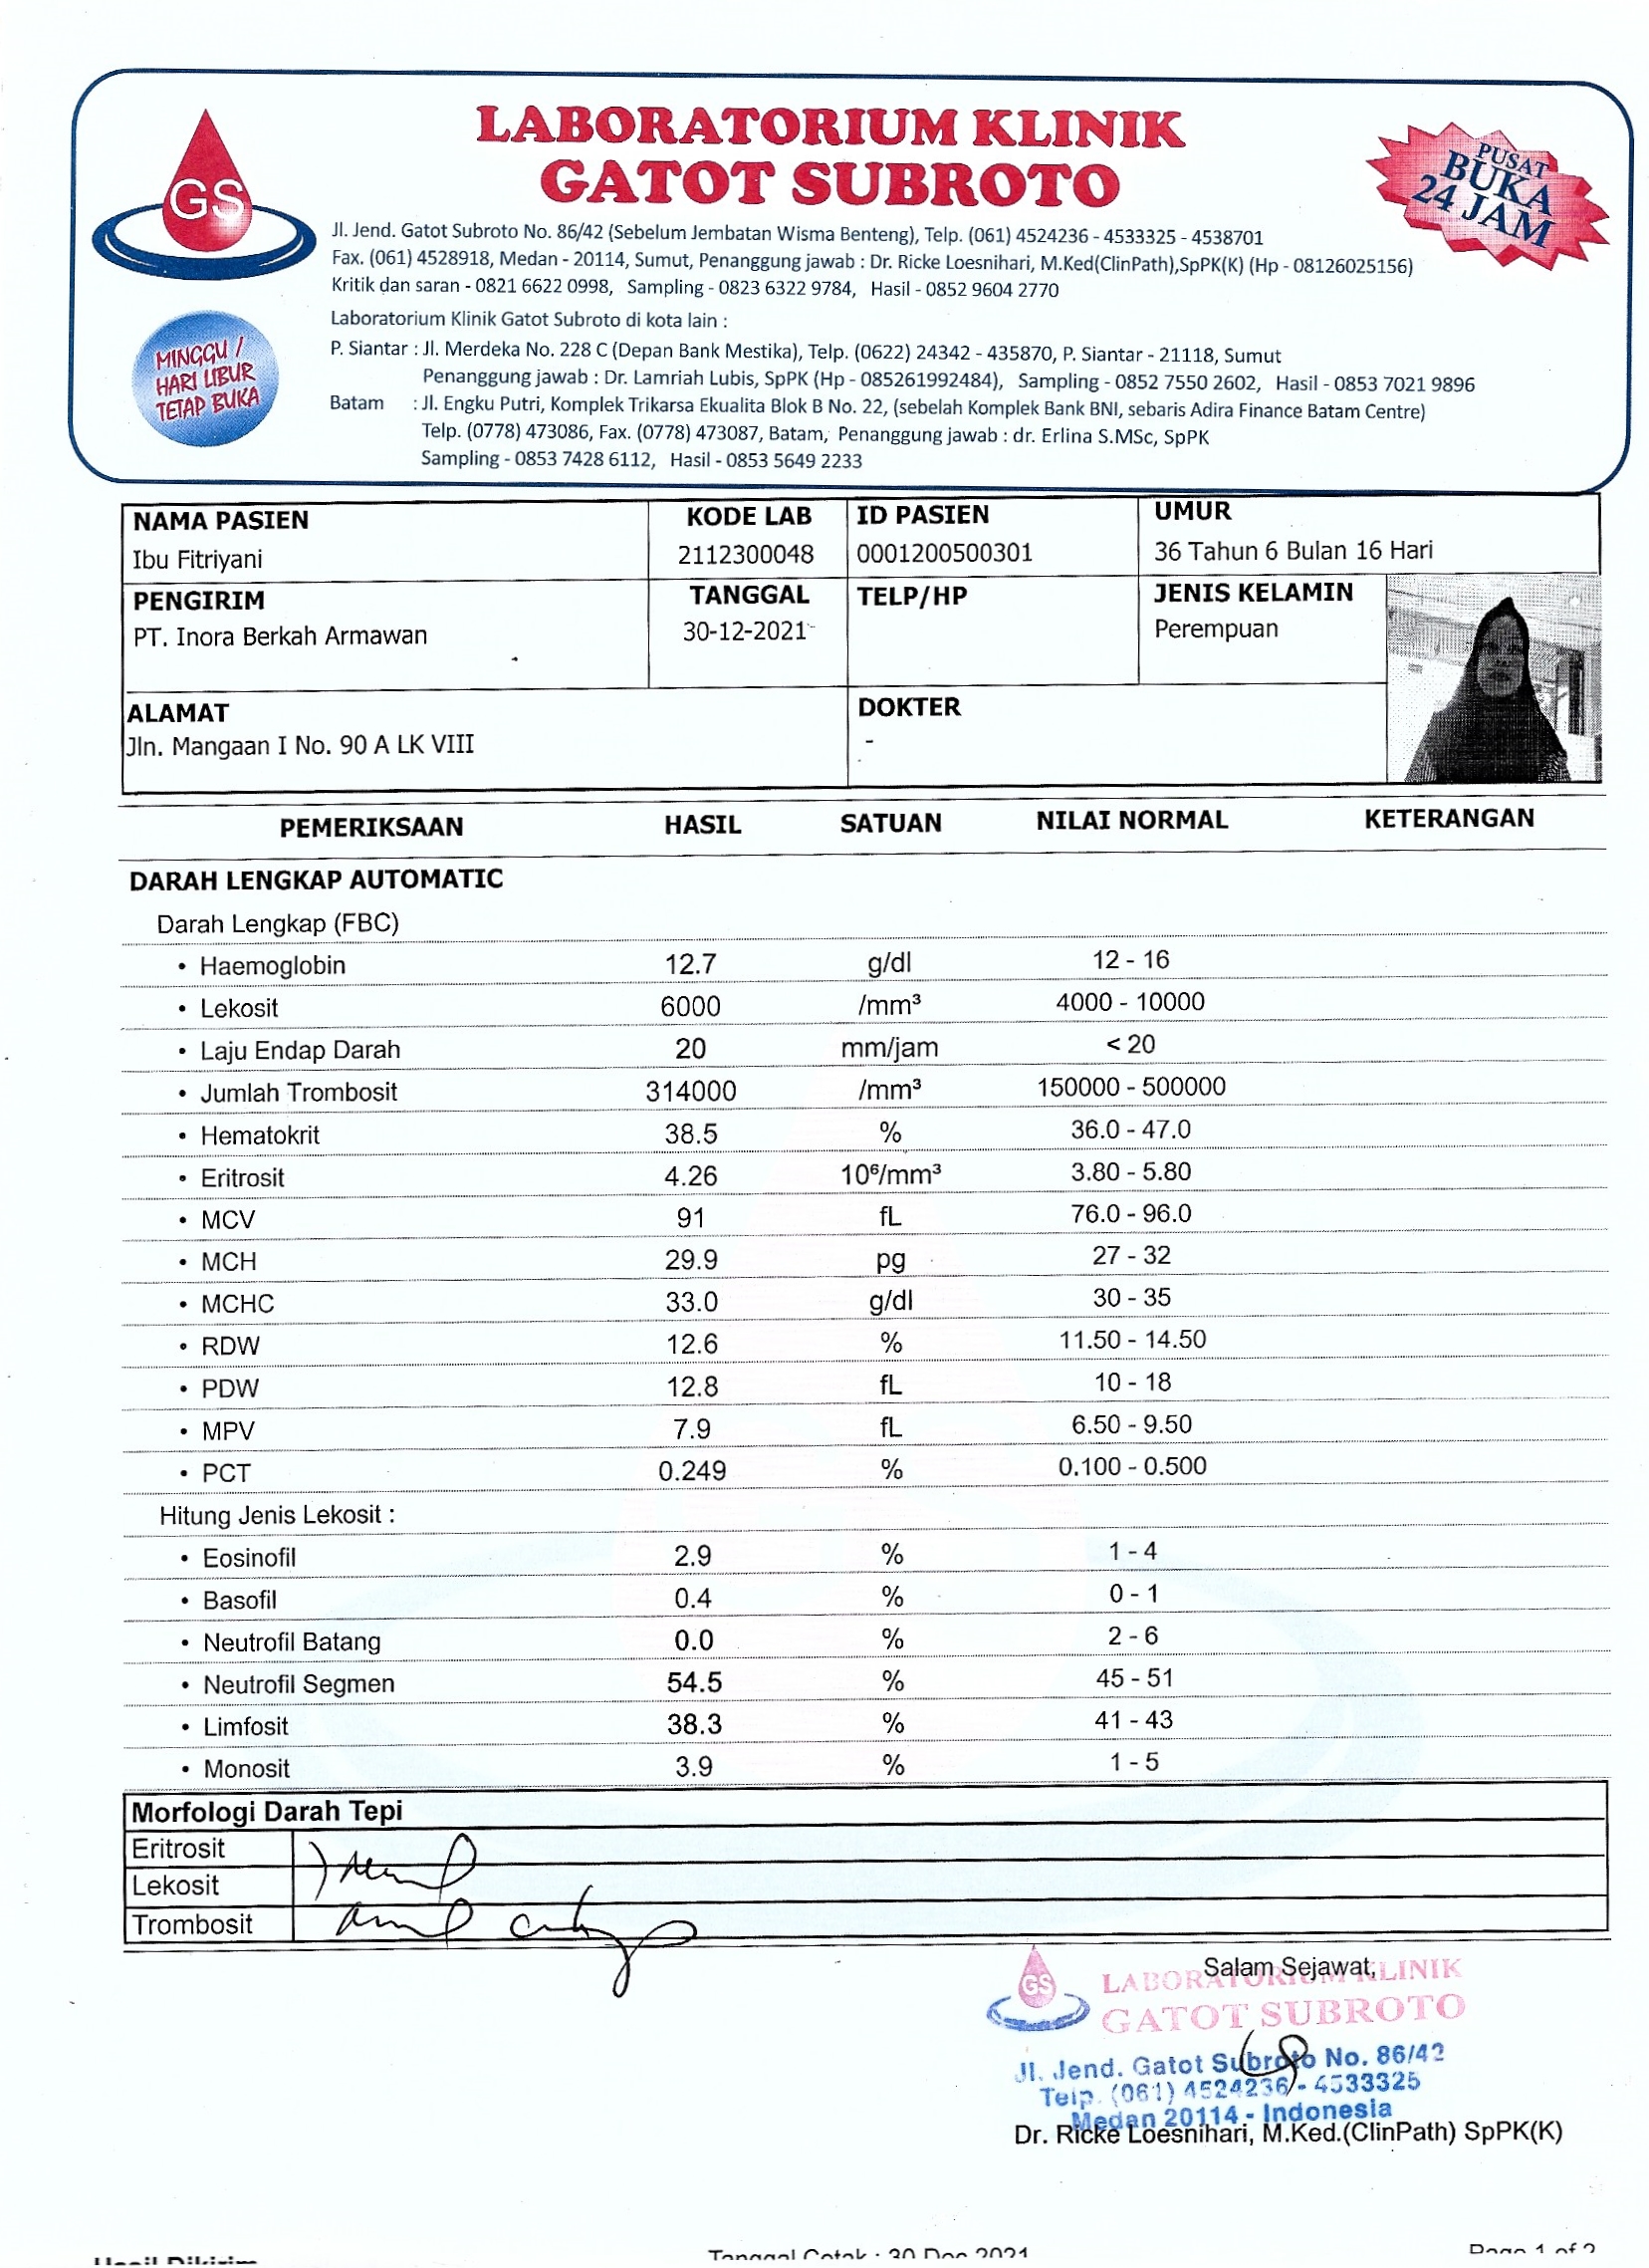 LABORATORIUM KLINIK
GATOT SUBROTO
GS
PUSAT
BUKA
24 JAM
Jl. Jend. Gatot Subroto No. 86/42 (Sebelum Jembatan Wisma Benteng), Telp. (061) 4524236 - 4533325 - 4538701
Fax. (061) 4528918, Medan - 20114, Sumut, Penanggung jawab : Dr. Ricke Loesnihari, M.Ked(ClinPath),SpPK(K) (Hp - 08126025156)
Kritik dan saran - 0821 6622 0998, Sampling - 0823 6322 9784, Hasil - 0852 9604 2770
MINGGU /
HARI LIBUR
TETAP BUKA
Laboratorium Klinik Gatot Subroto di kota lain :
P. Siantar : Jl. Merdeka No. 228 C (Depan Bank Mestika), Telp. (0622) 24342 - 435870, P. Siantar - 21118, Sumut
Penanggung jawab : Dr. Lamriah Lubis, SpPK (Hp - 085261992484), Sampling - 0852 7550 2602, Hasil - 0853 7021 9896
Batam : Jl. Engku Putri, Komplek Trikarsa Ekualita Blok B No. 22, (sebelah Komplek Bank BNI, sebaris Adira Finance Batam Centre)
Telp. (0778) 473086, Fax. (0778) 473087, Batam, Penanggung jawab : dr. Erlina S.MSc, SpPK
Sampling - 0853 7428 6112, Hasil - 0853 5649 2233
NAMA PASIEN KODE LAB ID PASIEN UMUR
Ibu Fitriyani 2112300048 0001200500301 36 Tahun 6 Bulan 16 Hari
PENGIRIM TANGGAL TELP/HP JENIS KELAMIN
PT. Inora Berkah Armawan 30-12-2021 Perempuan
ALAMAT DOKTER
Jln. Mangaan I No. 90 A LK VIII -
PEMERIKSAAN HASIL SATUAN NILAI NORMAL KETERANGAN
DARAH LENGKAP AUTOMATIC
Darah Lengkap (FBC)
• Haemoglobin 12.7 g/dl 12 - 16
• Lekosit 6000 /mm³ 4000 - 10000
• Laju Endap Darah 20 mm/jam < 20
• Jumlah Trombosit 314000 /mm³ 150000 - 500000
• Hematokrit 38.5 % 36.0 - 47.0
• Eritrosit 4.26 10⁶/mm³ 3.80 - 5.80
• MCV 91 fL 76.0 - 96.0
• MCH 29.9 pg 27 - 32
• MCHC 33.0 g/dl 30 - 35
• RDW 12.6 % 11.50 - 14.50
• PDW 12.8 fL 10 - 18
• MPV 7.9 fL 6.50 - 9.50
• PCT 0.249 % 0.100 - 0.500
Hitung Jenis Lekosit :
• Eosinofil 2.9 % 1 - 4
• Basofil 0.4 % 0 - 1
• Neutrofil Batang 0.0 % 2 - 6
• Neutrofil Segmen 54.5 % 45 - 51
• Limfosit 38.3 % 41 - 43
• Monosit 3.9 % 1 - 5
Morfologi Darah Tepi
Eritrosit
Lekosit
Trombosit
Salam Sejawat,
GS
LABORATORIUM KLINIK
GATOT SUBROTO
Jl. Jend. Gatot Subroto No. 86/42
Telp. (061) 4524236 - 4533325
Medan 20114 - Indonesia
Dr. Ricke Loesnihari, M.Ked.(ClinPath) SpPK(K)
Hasil Dikirim Tanggal Cetak : 30 Dec 2021 Page 1 of 2